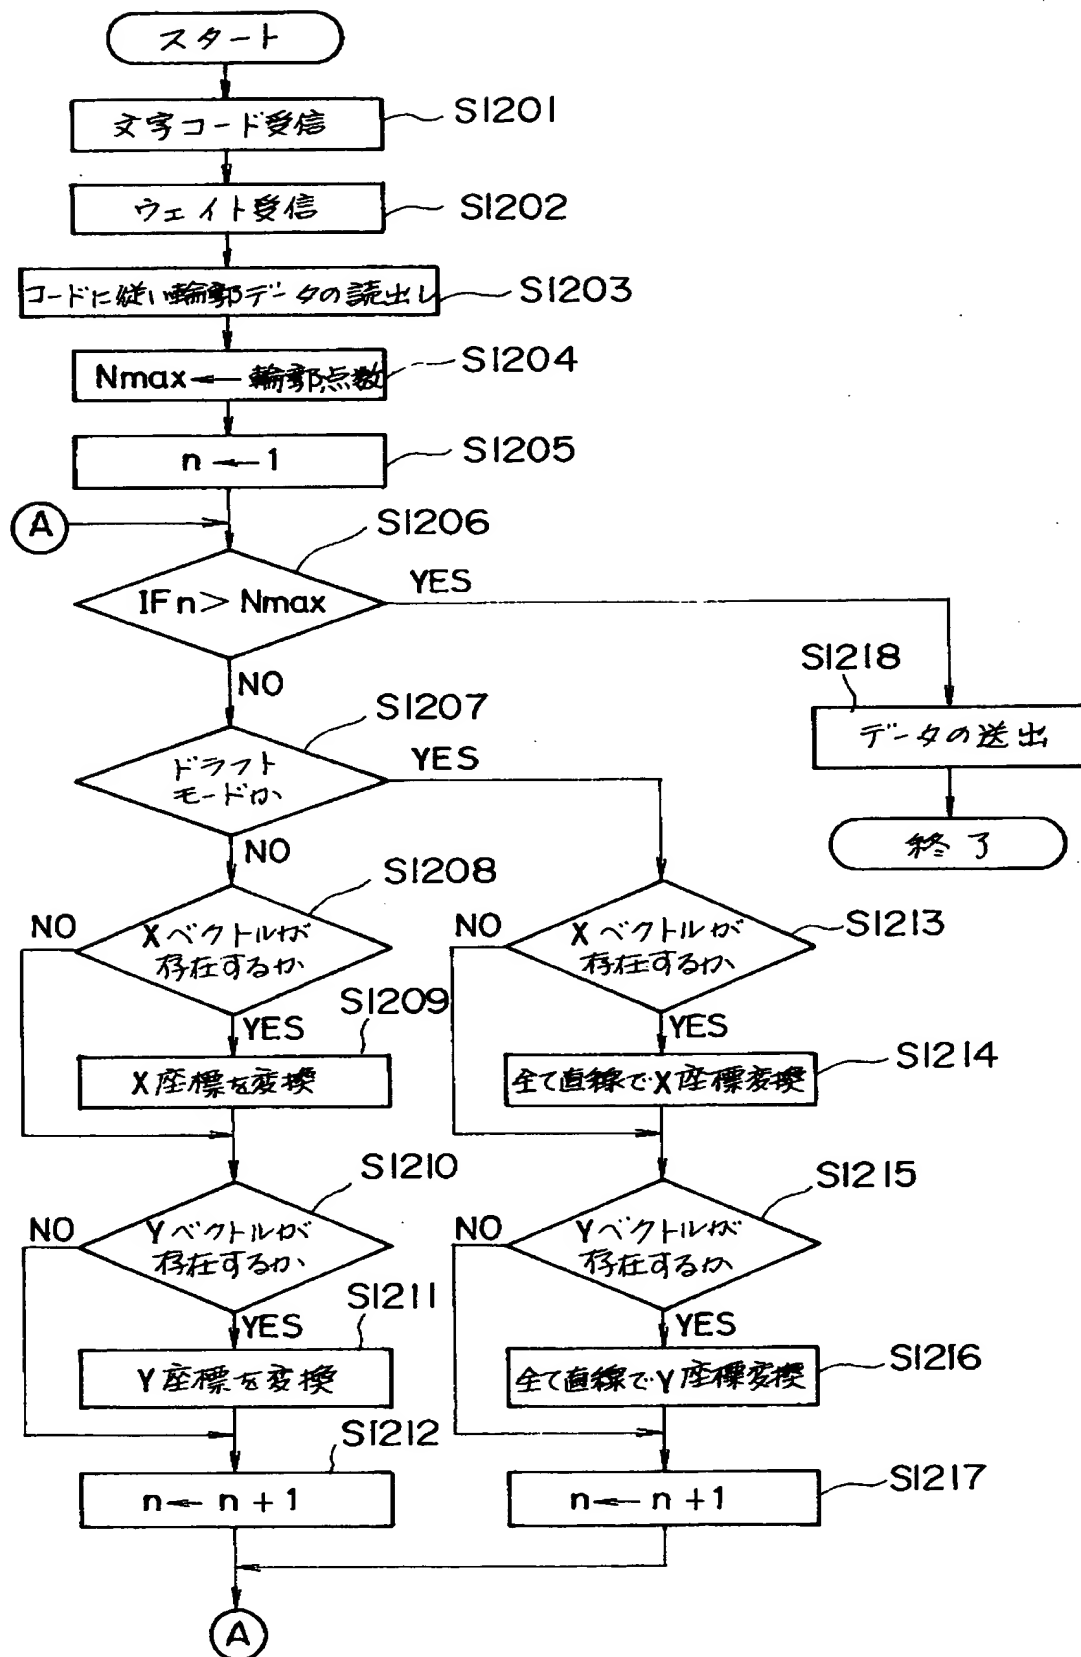 スタート
文字コード受信
S1201
ウェイト受信
S1202
コードに従い輪郭データの読出し
S1203
Nmax ← 輪郭点数
S1204
n ← 1
S1205
A
S1206
IF n > Nmax
YES
NO
S1218
データの送出
終了
S1207
ドラフト
モードか
YES
NO
S1208
Xベクトルが
存在するか
NO
YES
S1209
X座標を変換
S1210
Yベクトルが
存在するか
NO
YES
S1211
Y座標を変換
S1212
n ← n + 1
S1213
Xベクトルが
存在するか
NO
YES
S1214
全て直線でX座標変換
S1215
Yベクトルが
存在するか
NO
YES
S1216
全て直線でY座標変換
S1217
n ← n + 1
A